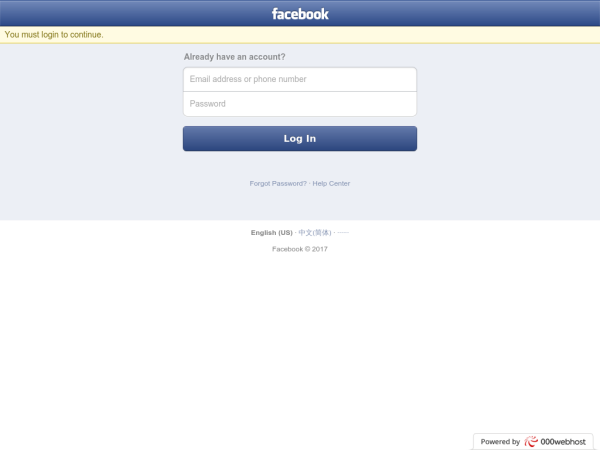 facebook
You must login to continue.
Already have an account?
Email address or phone number
Password
Log In
Forgot Password? · Help Center
English (US) · 中文(简体) · ······
Facebook © 2017
Powered by 000webhost